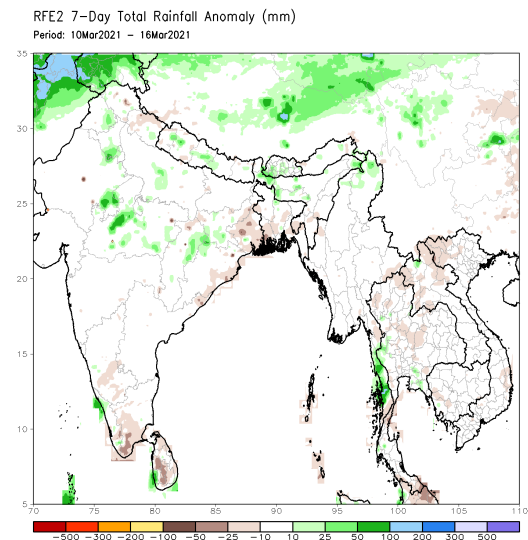 RFE2 7-Day Total Rainfall Anomaly (mm)
Period: 10Mar2021 - 16Mar2021
35
30
25
20
15
10
5
70 75 80 85 90 95 100 105 110
-500 -300 -200 -100 -50 -25 -10 10 25 50 100 200 300 500